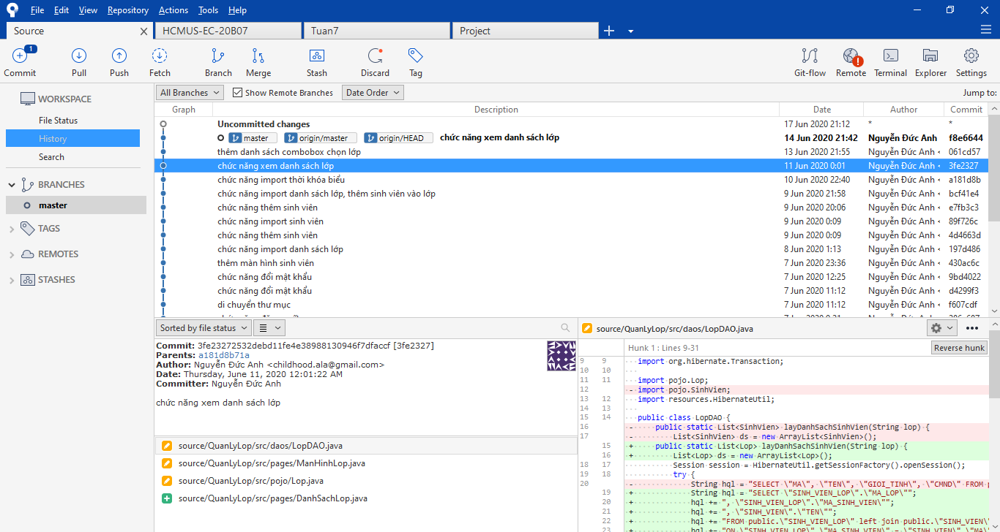 File Edit View Repository Actions Tools Help
Source HCMUS-EC-20B07 Tuan7 Project
1
Commit Pull Push Fetch Branch Merge Stash Discard Tag Git-flow Remote Terminal Explorer Settings
WORKSPACE
File Status
History
Search
BRANCHES
master
TAGS
REMOTES
STASHES
All Branches Show Remote Branches Date Order Jump to:
Graph Description Date Author Commit
Uncommitted changes 17 Jun 2020 21:12 * *
master origin/master origin/HEAD chức năng xem danh sách lớp 14 Jun 2020 21:42 Nguyễn Đức Anh f8e6644
thêm danh sách combobox chọn lớp 13 Jun 2020 21:55 Nguyễn Đức Anh < 061cd57
chức năng xem danh sách lớp 11 Jun 2020 0:01 Nguyễn Đức Anh < 3fe2327
chức năng import thời khóa biểu 10 Jun 2020 22:40 Nguyễn Đức Anh < a181d8b
chức năng import danh sách lớp, thêm sinh viên vào lớp 9 Jun 2020 21:58 Nguyễn Đức Anh < bcf41e4
chức năng thêm sinh viên 9 Jun 2020 20:06 Nguyễn Đức Anh < e7fb3c3
chức năng import sinh viên 9 Jun 2020 0:09 Nguyễn Đức Anh < 89f726c
chức năng thêm sinh viên 9 Jun 2020 0:09 Nguyễn Đức Anh < 4d4663d
chức năng import danh sách lớp 8 Jun 2020 1:13 Nguyễn Đức Anh < 197d486
thêm màn hình sinh viên 7 Jun 2020 23:36 Nguyễn Đức Anh < 430ac6c
chức năng đổi mật khẩu 7 Jun 2020 12:25 Nguyễn Đức Anh < 9bd4022
chức năng đổi mật khẩu 7 Jun 2020 11:12 Nguyễn Đức Anh < d4299f3
di chuyển thư mục 7 Jun 2020 11:12 Nguyễn Đức Anh < f607cdf
Sorted by file status
Commit: 3fe23272532debd11fe4e38988130946f7dfaccf [3fe2327]
Parents: a181d8b71a
Author: Nguyễn Đức Anh <childhood.ala@gmail.com>
Date: Thursday, June 11, 2020 12:01:22 AM
Committer: Nguyễn Đức Anh
chức năng xem danh sách lớp
source/QuanLyLop/src/daos/LopDAO.java
source/QuanLyLop/src/pages/ManHinhLop.java
source/QuanLyLop/src/pojo/Lop.java
source/QuanLyLop/src/pages/DanhSachLop.java
source/QuanLyLop/src/daos/LopDAO.java
Hunk 1 : Lines 9-31 Reverse hunk
9 9 import org.hibernate.Transaction;
10 10
11 11 import pojo.Lop;
12 - import pojo.SinhVien;
13 12 import resources.HibernateUtil;
14 13
15 14 public class LopDAO {
16 - public static List<SinhVien> layDanhSachSinhVien(String lop) {
17 - List<SinhVien> ds = new ArrayList<SinhVien>();
15 + public static List<Lop> layDanhSachSinhVien(String lop) {
16 + List<Lop> ds = new ArrayList<Lop>();
18 17 Session session = HibernateUtil.getSessionFactory().openSession();
19 18 try {
20 - String hql = "SELECT \"MA\", \"TEN\", \"GIOI_TINH\", \"CMND\" FROM p
19 + String hql = "SELECT \"SINH_VIEN_LOP\".\"MA_LOP\"";
20 + hql += ", \"SINH_VIEN_LOP\".\"MA_SINH_VIEN\"";
21 + hql += ", \"SINH_VIEN\".\"TEN\"";
22 + hql += "FROM public.\"SINH_VIEN_LOP\" left join public.\"SINH_VIEN\
23 + hql += "ON \"SINH_VIEN_LOP\".\"MA_SINH_VIEN\" = \"SINH_VIEN\".\"MA\